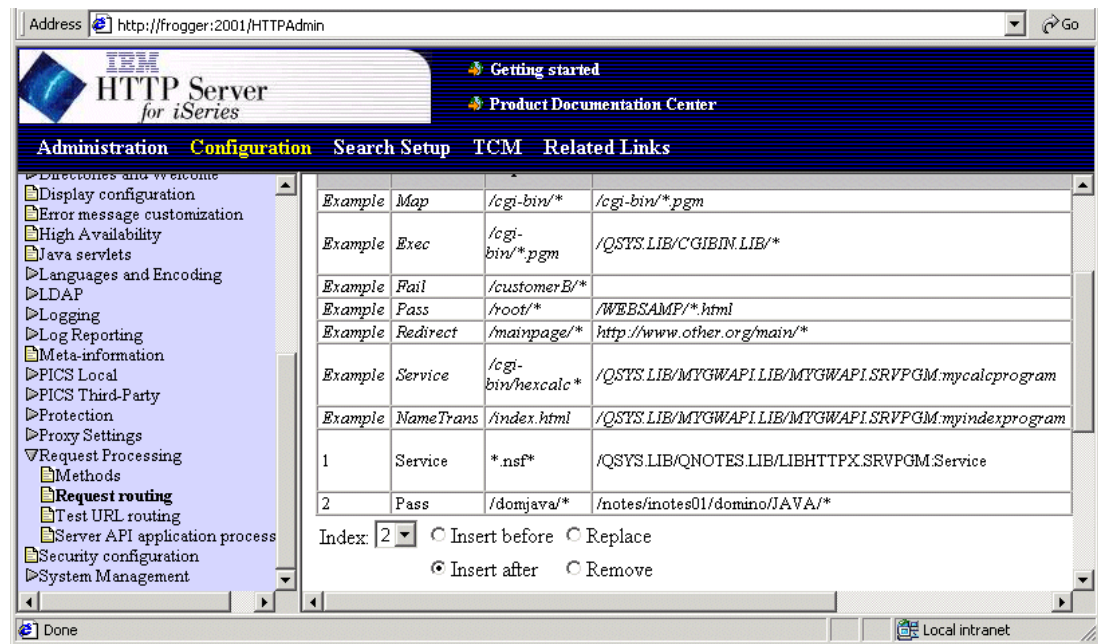 Address http://frogger:2001/HTTPAdmin Go
IBM
HTTP Server
for iSeries
Getting started
Product Documentation Center
Administration Configuration Search Setup TCM Related Links
Directories and Welcome
Display configuration
Error message customization
High Availability
Java servlets
Languages and Encoding
LDAP
Logging
Log Reporting
Meta-information
PICS Local
PICS Third-Party
Protection
Proxy Settings
Request Processing
Methods
Request routing
Test URL routing
Server API application process
Security configuration
System Management
Example Map /cgi-bin/* /cgi-bin/*.pgm
Example Exec /cgi-
bin/*.pgm /QSYS.LIB/CGIBIN.LIB/*
Example Fail /customerB/*
Example Pass /root/* /WEBSAMP/*.html
Example Redirect /mainpage/* http://www.other.org/main/*
Example Service /cgi-
bin/hexcalc* /QSYS.LIB/MYGWAPI.LIB/MYGWAPI.SRVPGM:mycalcprogram
Example NameTrans /index.html /QSYS.LIB/MYGWAPI.LIB/MYGWAPI.SRVPGM:myindexprogram
1 Service *.nsf* /QSYS.LIB/QNOTES.LIB/LIBHTTPX.SRVPGM:Service
2 Pass /domjava/* /notes/inotes01/domino/JAVA/*
Index: 2 Insert before Replace
Insert after Remove
Done Local intranet